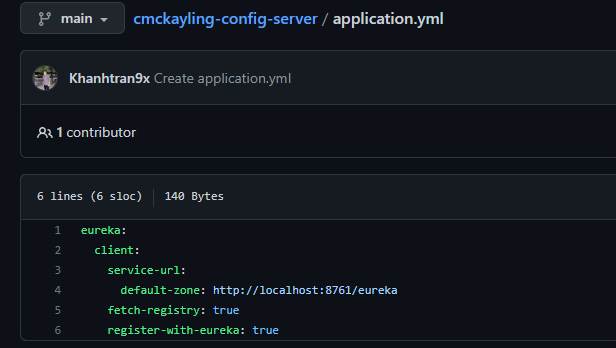 main
cmckayling-config-server / application.yml
Khanhtran9x Create application.yml
1 contributor
6 lines (6 sloc) 140 Bytes
1 eureka:
2   client:
3     service-url:
4       default-zone: http://localhost:8761/eureka
5     fetch-registry: true
6     register-with-eureka: true